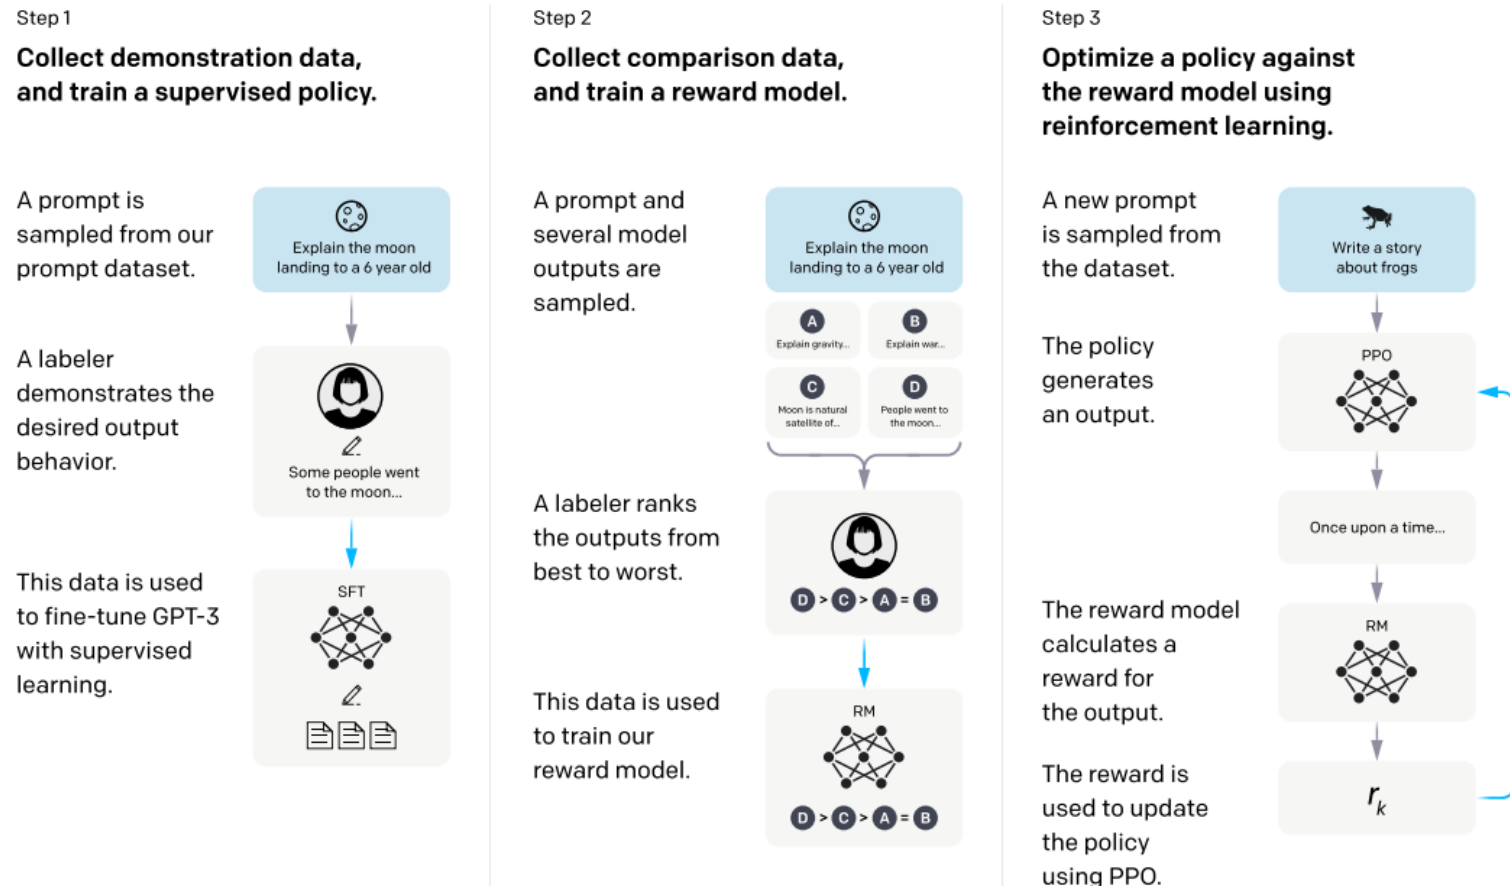 Step 1
Collect demonstration data,
and train a supervised policy.
A prompt is
sampled from our
prompt dataset.
Explain the moon
landing to a 6 year old
A labeler
demonstrates the
desired output
behavior.
Some people went
to the moon...
This data is used
to fine-tune GPT-3
with supervised
learning.
SFT
Step 2
Collect comparison data,
and train a reward model.
A prompt and
several model
outputs are
sampled.
Explain the moon
landing to a 6 year old
A
Explain gravity...
B
Explain war...
C
Moon is natural
satellite of...
D
People went to
the moon...
A labeler ranks
the outputs from
best to worst.
D > C > A = B
This data is used
to train our
reward model.
RM
D > C > A = B
Step 3
Optimize a policy against
the reward model using
reinforcement learning.
A new prompt
is sampled from
the dataset.
Write a story
about frogs
The policy
generates
an output.
PPO
Once upon a time...
The reward model
calculates a
reward for
the output.
RM
The reward is
used to update
the policy
using PPO.
r_k